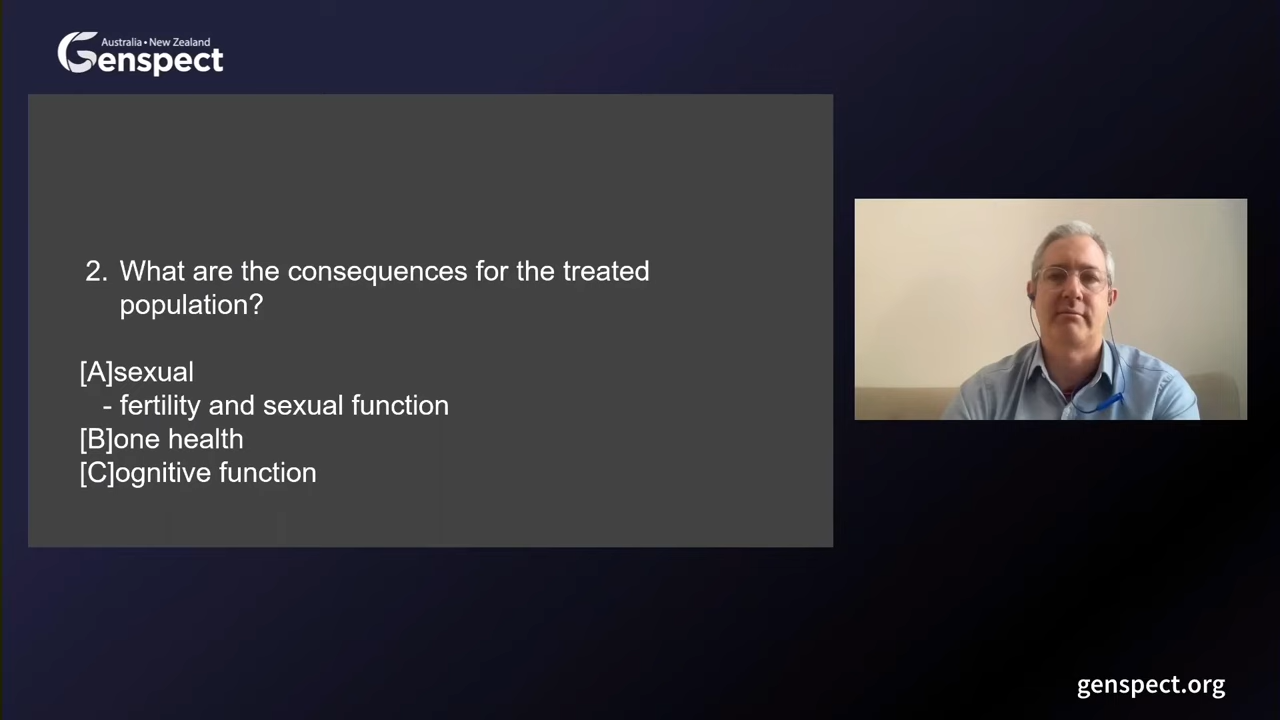 Australia • New Zealand
Genspect
2. What are the consequences for the treated
population?
[A]sexual
- fertility and sexual function
[B]one health
[C]ognitive function
genspect.org